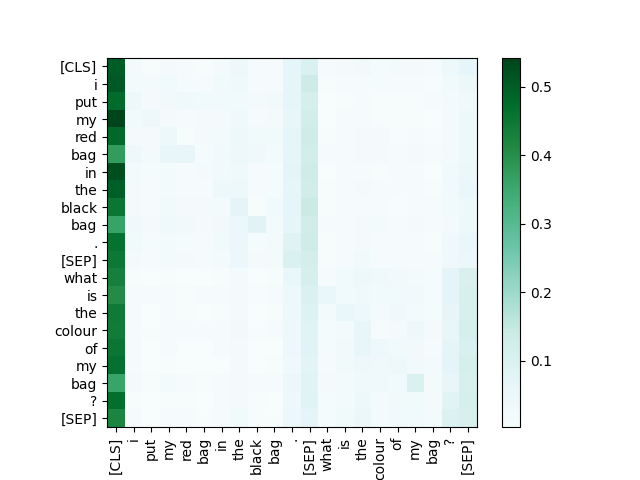 [CLS]
i
put
my
red
bag
in
the
black
bag
.
[SEP]
what
is
the
colour
of
my
bag
?
[SEP]
[CLS] i put my red bag in the black bag . [SEP] what is the colour of my bag ? [SEP]
0.5
0.4
0.3
0.2
0.1